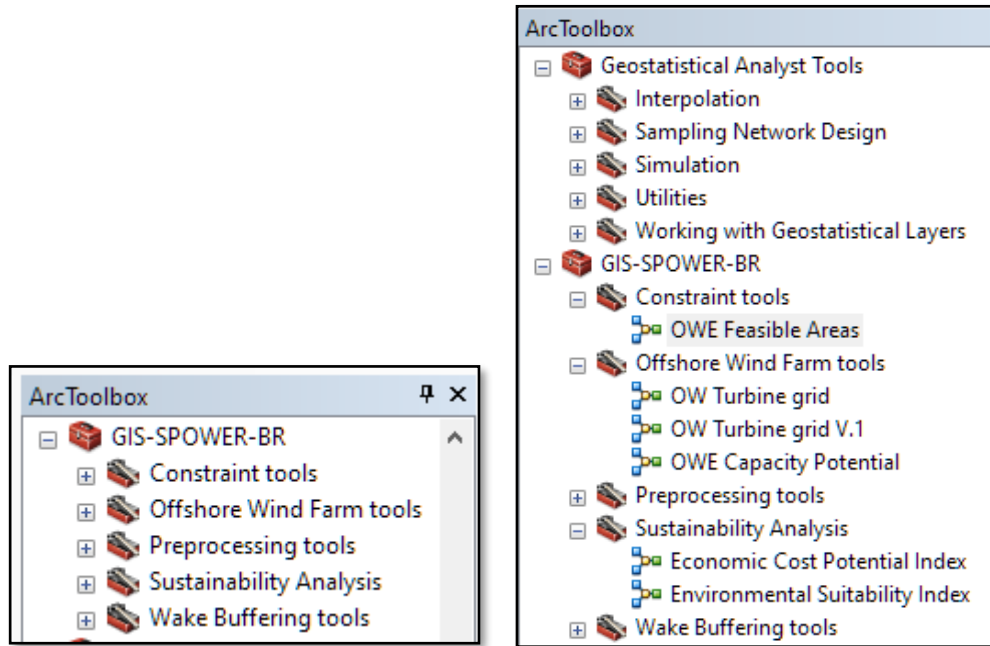 ArcToolbox
GIS-SPOWER-BR
Constraint tools
Offshore Wind Farm tools
Preprocessing tools
Sustainability Analysis
Wake Buffering tools
ArcToolbox
Geostatistical Analyst Tools
Interpolation
Sampling Network Design
Simulation
Utilities
Working with Geostatistical Layers
GIS-SPOWER-BR
Constraint tools
OWE Feasible Areas
Offshore Wind Farm tools
OW Turbine grid
OW Turbine grid V.1
OWE Capacity Potential
Preprocessing tools
Sustainability Analysis
Economic Cost Potential Index
Environmental Suitability Index
Wake Buffering tools